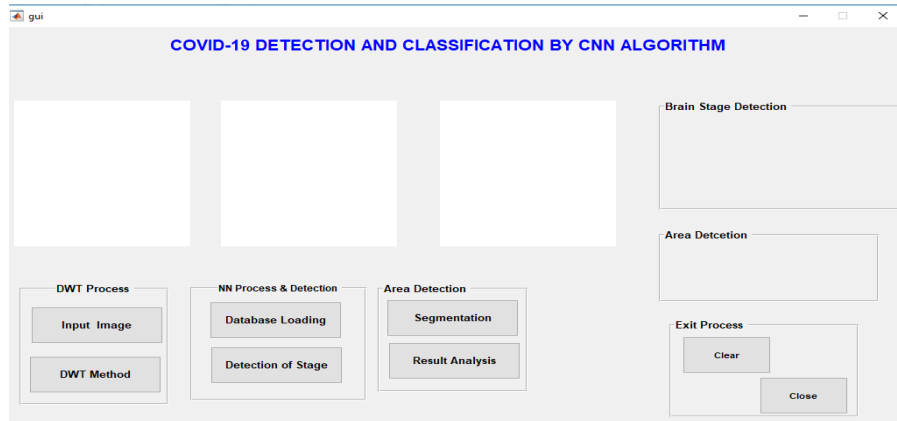 gui
COVID-19 DETECTION AND CLASSIFICATION BY CNN ALGORITHM
Brain Stage Detection
Area Detcetion
DWT Process
Input Image
DWT Method
NN Process & Detection
Database Loading
Detection of Stage
Area Detection
Segmentation
Result Analysis
Exit Process
Clear
Close